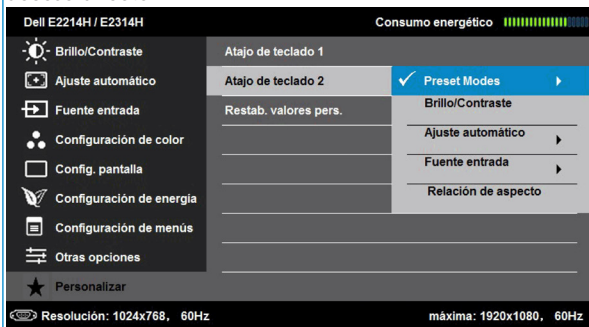 Dell E2214H / E2314H Consumo energético
Brillo/Contraste
Atajo de teclado 1
Ajuste automático
Atajo de teclado 2
Preset Modes
Fuente entrada
Restab. valores pers.
Brillo/Contraste
Configuración de color
Ajuste automático
Config. pantalla
Fuente entrada
Configuración de energía
Relación de aspecto
Configuración de menús
Otras opciones
Personalizar
Resolución: 1024x768, 60Hz máxima: 1920x1080, 60Hz